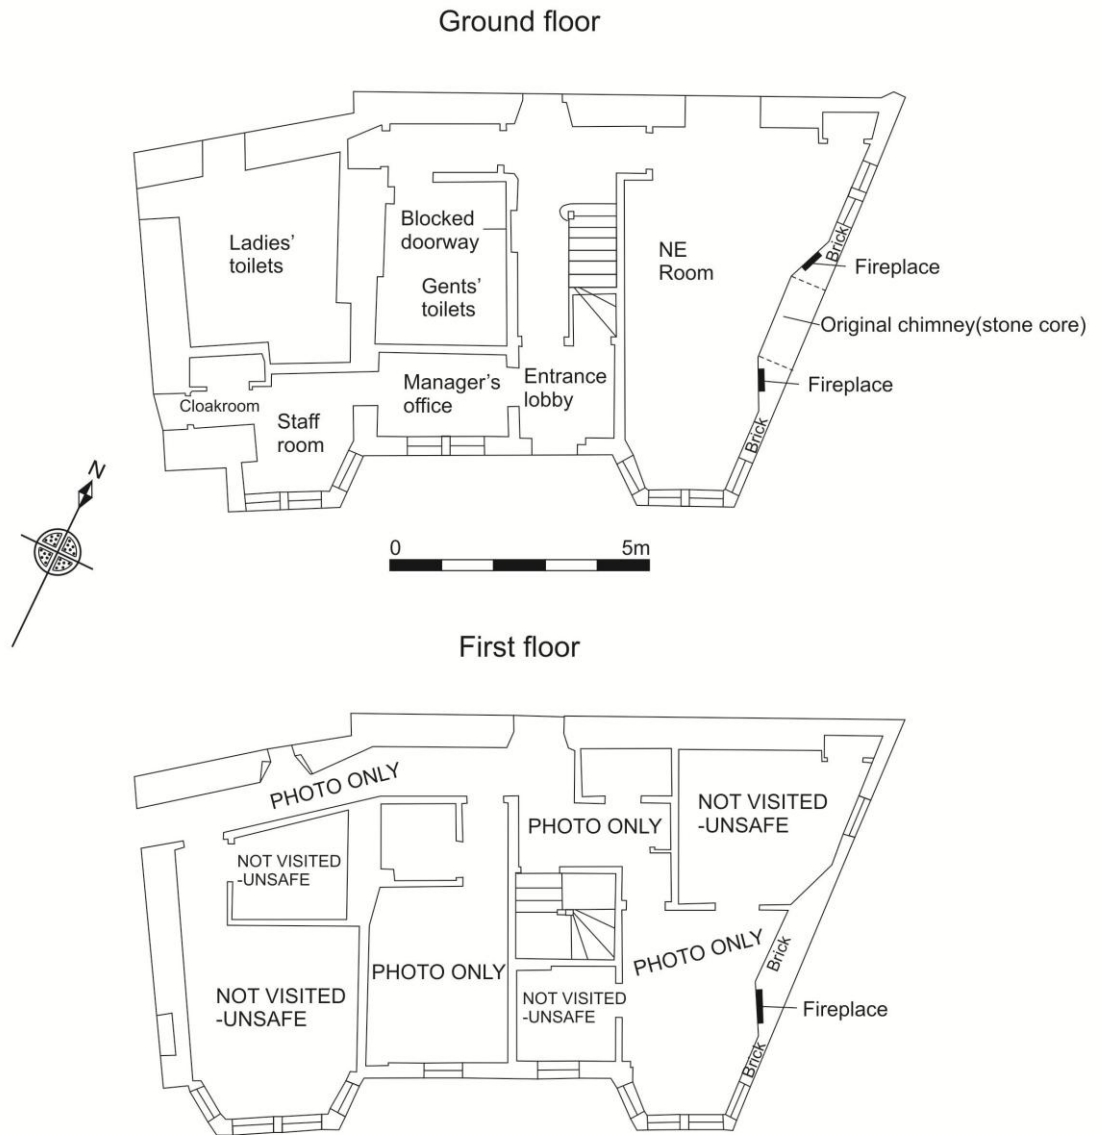 Ground floor
Ladies'
toilets
Blocked
doorway
Gents'
toilets
NE
Room
Brick
Fireplace
Original chimney(stone core)
Fireplace
Brick
Cloakroom
Staff
room
Manager's
office
Entrance
lobby
N
0 5m
First floor
PHOTO ONLY
NOT VISITED
-UNSAFE
PHOTO ONLY
NOT VISITED
-UNSAFE
NOT VISITED
-UNSAFE
PHOTO ONLY
NOT VISITED
-UNSAFE
PHOTO ONLY
Brick
Fireplace
Brick